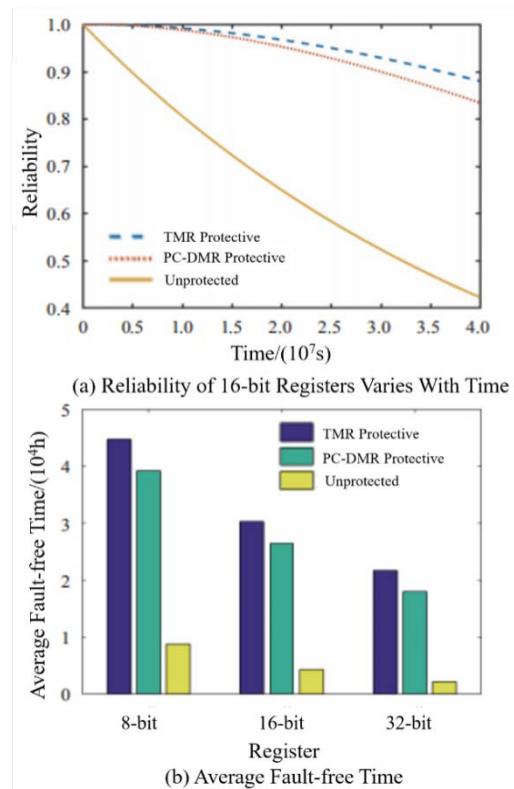 1.0
0.9
0.8
0.7
0.6
0.5
0.4
Reliability
TMR Protective
PC-DMR Protective
Unprotected
0 0.5 1.0 1.5 2.0 2.5 3.0 3.5 4.0
Time/(10⁷s)
(a) Reliability of 16-bit Registers Varies With Time
5
4
3
2
1
0
Average Fault-free Time/(10⁴h)
TMR Protective
PC-DMR Protective
Unprotected
8-bit 16-bit 32-bit
Register
(b) Average Fault-free Time